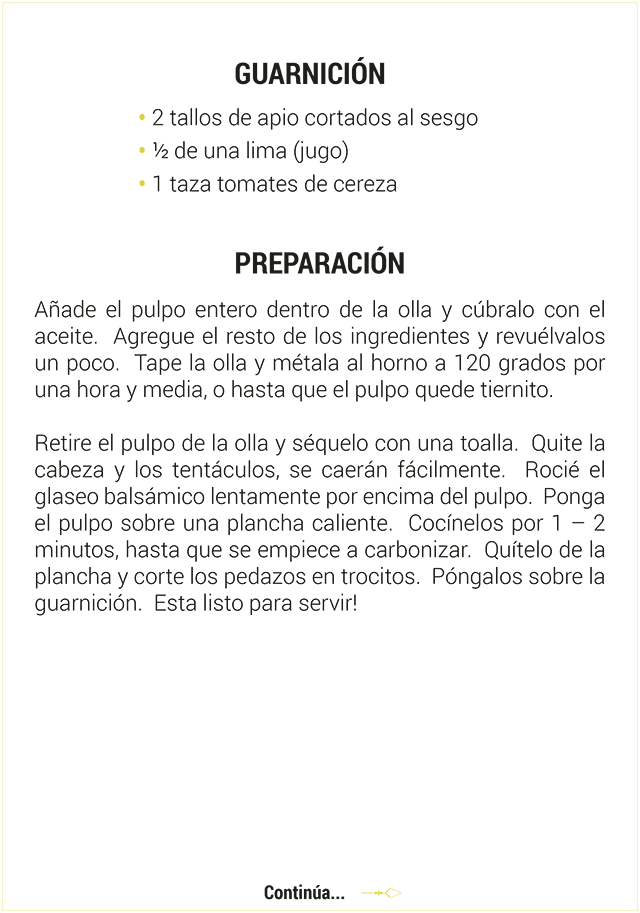 GUARNICIÓN
• 2 tallos de apio cortados al sesgo
• ½ de una lima (jugo)
• 1 taza tomates de cereza
PREPARACIÓN
Añade el pulpo entero dentro de la olla y cúbralo con el
aceite.  Agregue el resto de los ingredientes y revuélvalos
un poco.  Tape la olla y métala al horno a 120 grados por
una hora y media, o hasta que el pulpo quede tiernito.
Retire el pulpo de la olla y séquelo con una toalla.  Quite la
cabeza y los tentáculos, se caerán fácilmente.  Rocié el
glaseo balsámico lentamente por encima del pulpo.  Ponga
el pulpo sobre una plancha caliente.  Cocínelos por 1 – 2
minutos, hasta que se empiece a carbonizar.  Quítelo de la
plancha y corte los pedazos en trocitos.  Póngalos sobre la
guarnición.  Esta listo para servir!
Continúa...